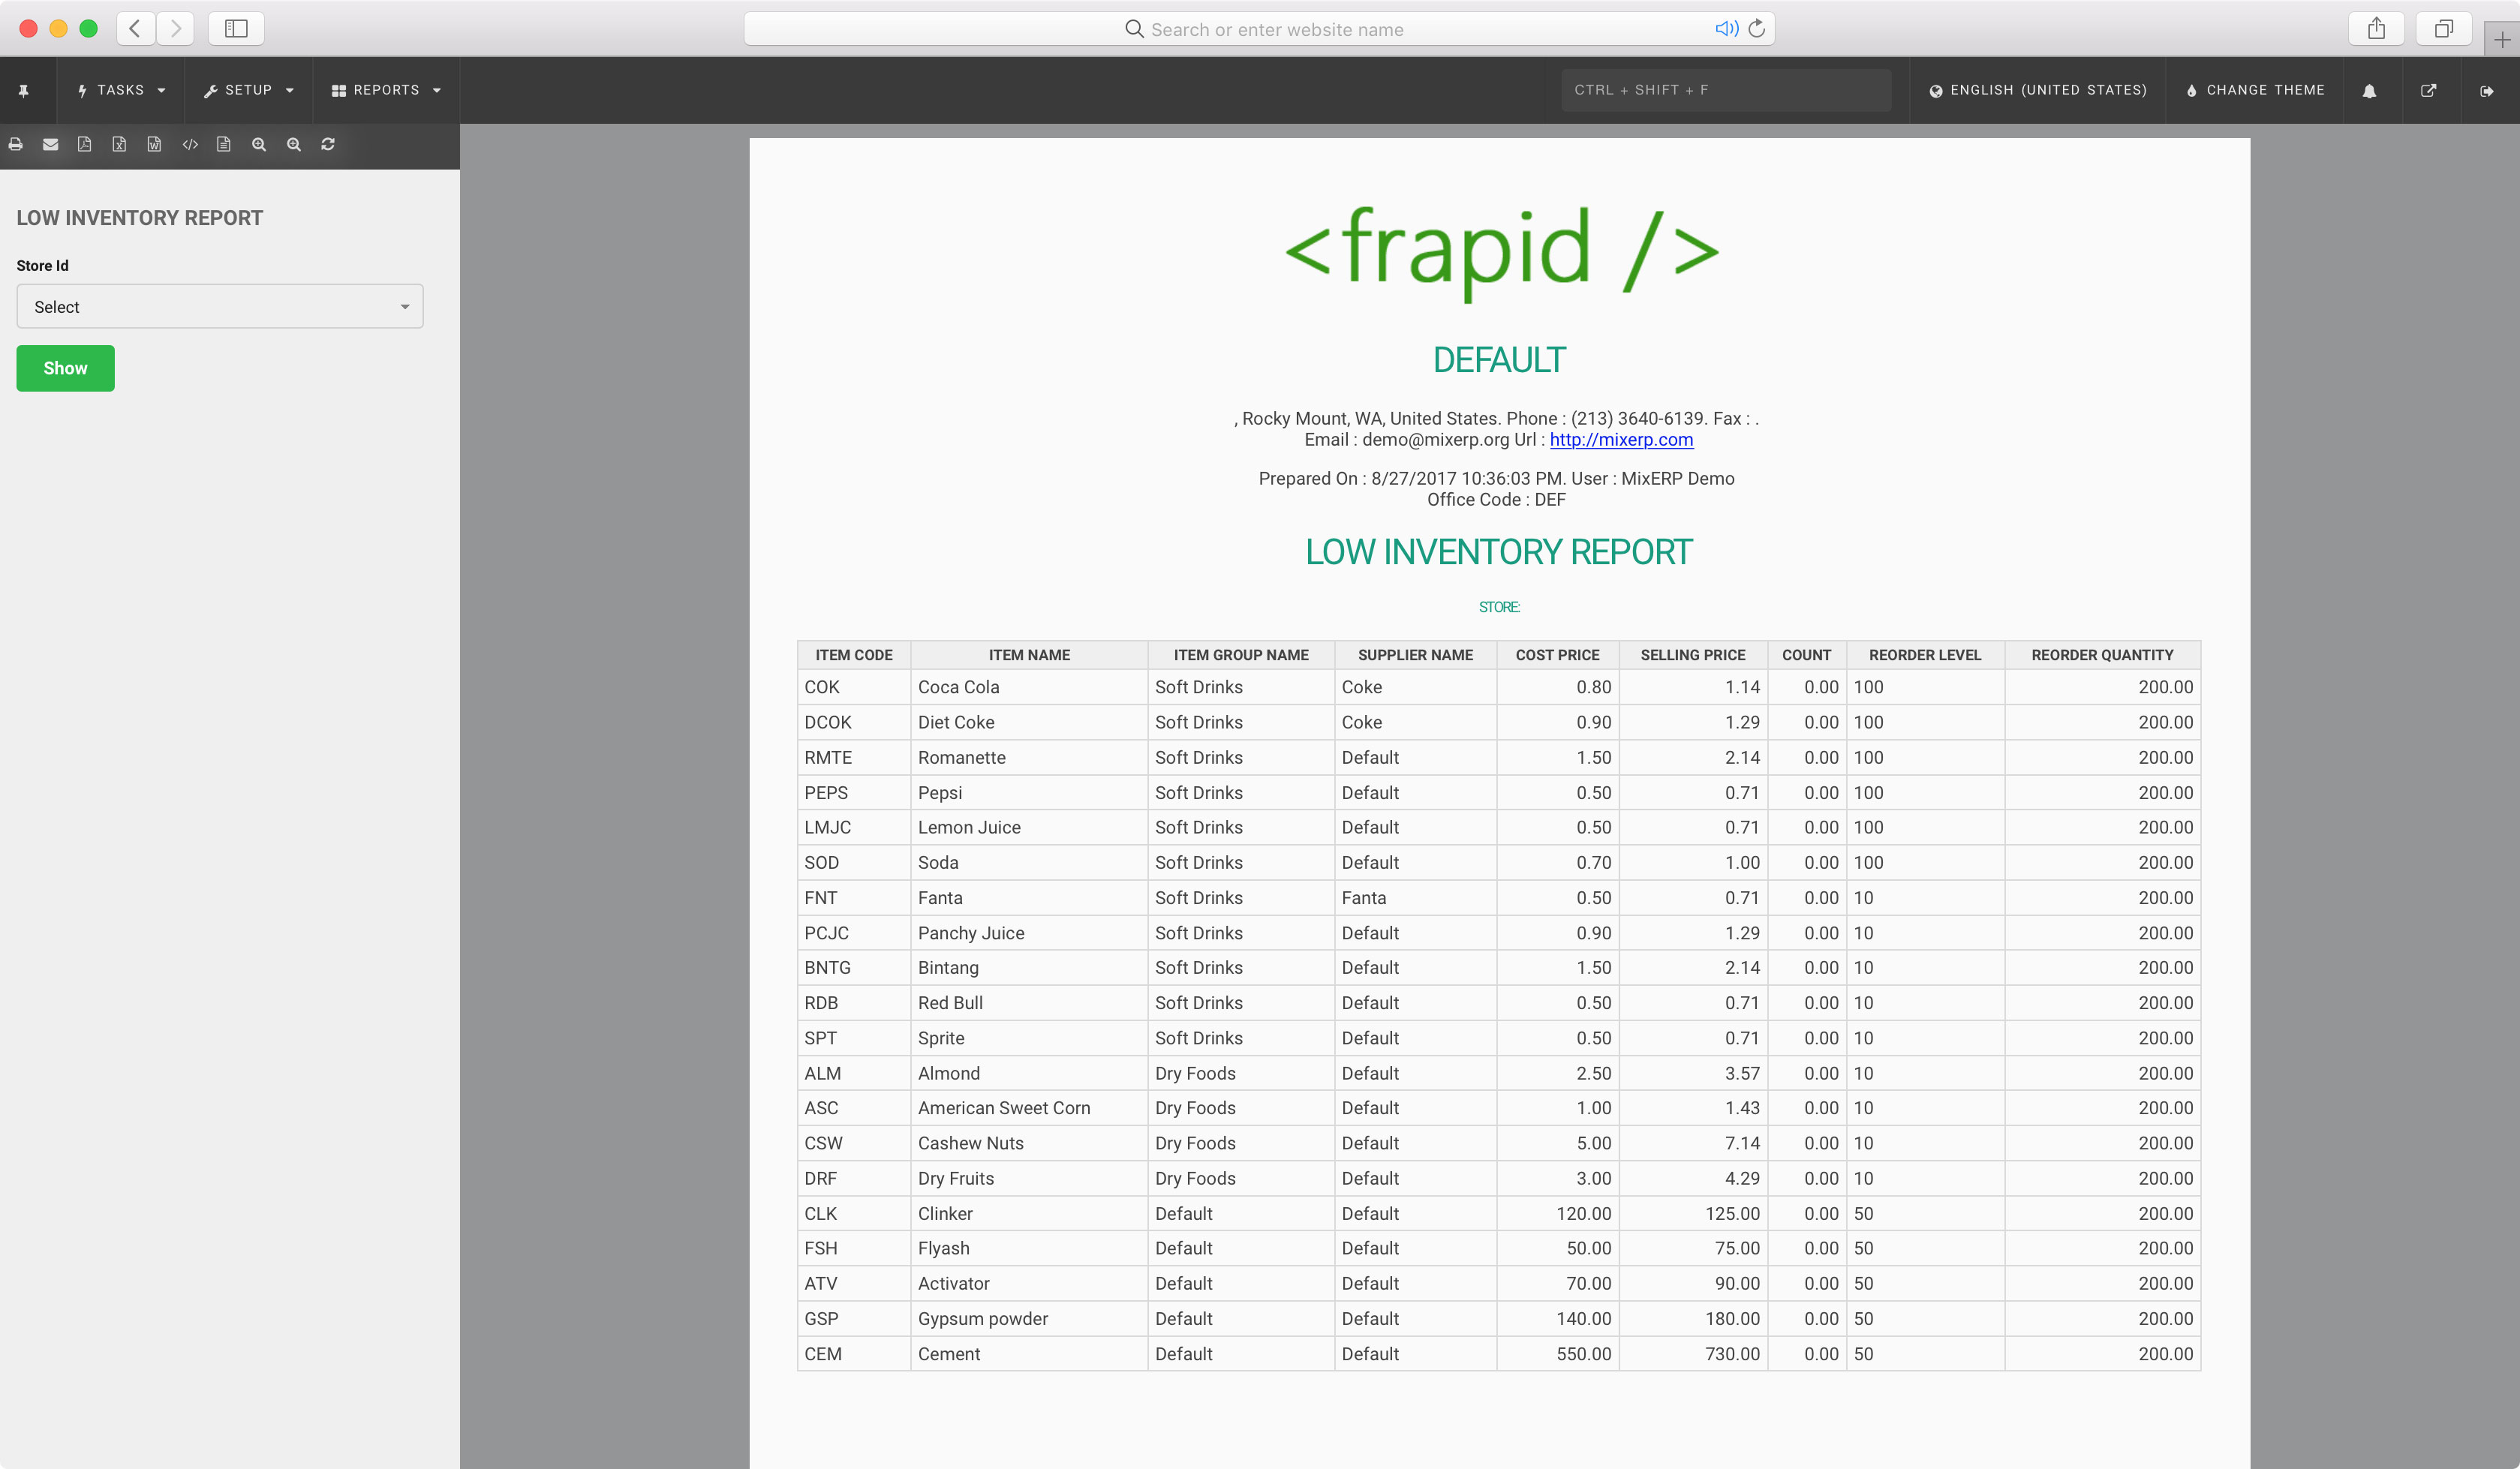 Search or enter website name
TASKS SETUP REPORTS CTRL + SHIFT + F ENGLISH (UNITED STATES) CHANGE THEME
LOW INVENTORY REPORT
Store Id
Select
Show
<frapid />
DEFAULT
, Rocky Mount, WA, United States. Phone : (213) 3640-6139. Fax : .
Email : demo@mixerp.org Url : http://mixerp.com
Prepared On : 8/27/2017 10:36:03 PM. User : MixERP Demo
Office Code : DEF
LOW INVENTORY REPORT
STORE:
ITEM CODE ITEM NAME ITEM GROUP NAME SUPPLIER NAME COST PRICE SELLING PRICE COUNT REORDER LEVEL REORDER QUANTITY
COK Coca Cola Soft Drinks Coke 0.80 1.14 0.00 100 200.00
DCOK Diet Coke Soft Drinks Coke 0.90 1.29 0.00 100 200.00
RMTE Romanette Soft Drinks Default 1.50 2.14 0.00 100 200.00
PEPS Pepsi Soft Drinks Default 0.50 0.71 0.00 100 200.00
LMJC Lemon Juice Soft Drinks Default 0.50 0.71 0.00 100 200.00
SOD Soda Soft Drinks Default 0.70 1.00 0.00 100 200.00
FNT Fanta Soft Drinks Fanta 0.50 0.71 0.00 10 200.00
PCJC Panchy Juice Soft Drinks Default 0.90 1.29 0.00 10 200.00
BNTG Bintang Soft Drinks Default 1.50 2.14 0.00 10 200.00
RDB Red Bull Soft Drinks Default 0.50 0.71 0.00 10 200.00
SPT Sprite Soft Drinks Default 0.50 0.71 0.00 10 200.00
ALM Almond Dry Foods Default 2.50 3.57 0.00 10 200.00
ASC American Sweet Corn Dry Foods Default 1.00 1.43 0.00 10 200.00
CSW Cashew Nuts Dry Foods Default 5.00 7.14 0.00 10 200.00
DRF Dry Fruits Dry Foods Default 3.00 4.29 0.00 10 200.00
CLK Clinker Default Default 120.00 125.00 0.00 50 200.00
FSH Flyash Default Default 50.00 75.00 0.00 50 200.00
ATV Activator Default Default 70.00 90.00 0.00 50 200.00
GSP Gypsum powder Default Default 140.00 180.00 0.00 50 200.00
CEM Cement Default Default 550.00 730.00 0.00 50 200.00